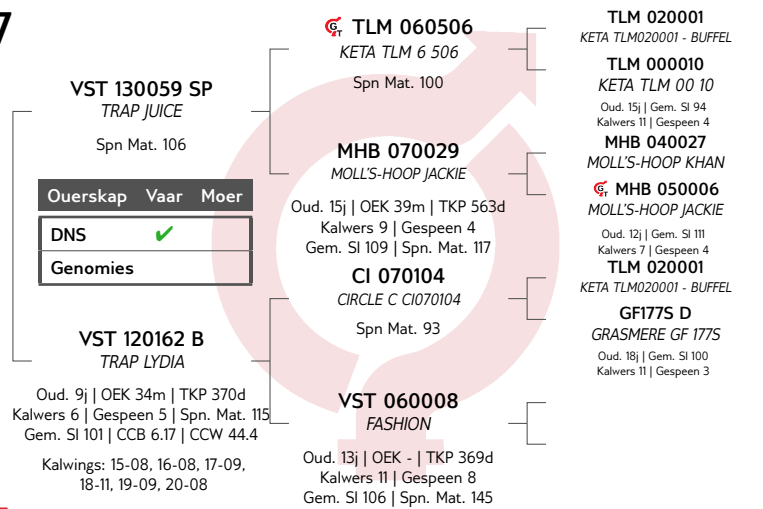 7
VST 130059 SP
TRAP JUICE
Spn Mat. 106
Ouerskap Vaar Moer
DNS ✔
Genomies
VST 120162 B
TRAP LYDIA
Oud. 9j | OEK 34m | TKP 370d
Kalwers 6 | Gespeen 5 | Spn. Mat. 115
Gem. SI 101 | CCB 6.17 | CCW 44.4
Kalwings: 15-08, 16-08, 17-09,
18-11, 19-09, 20-08
GT TLM 060506
KETA TLM 6 506
Spn Mat. 100
MHB 070029
MOLL'S-HOOP JACKIE
Oud. 15j | OEK 39m | TKP 563d
Kalwers 9 | Gespeen 4
Gem. SI 109 | Spn. Mat. 117
CI 070104
CIRCLE C CI070104
Spn Mat. 93
VST 060008
FASHION
Oud. 13j | OEK - | TKP 369d
Kalwers 11 | Gespeen 8
Gem. SI 106 | Spn. Mat. 145
TLM 020001
KETA TLM020001 - BUFFEL
TLM 000010
KETA TLM 00 10
Oud. 15j | Gem. SI 94
Kalwers 11 | Gespeen 4
MHB 040027
MOLL'S-HOOP KHAN
GT MHB 050006
MOLL'S-HOOP JACKIE
Oud. 12j | Gem. SI 111
Kalwers 7 | Gespeen 4
TLM 020001
KETA TLM020001 - BUFFEL
GF177S D
GRASMERE GF 177S
Oud. 18j | Gem. SI 100
Kalwers 11 | Gespeen 3